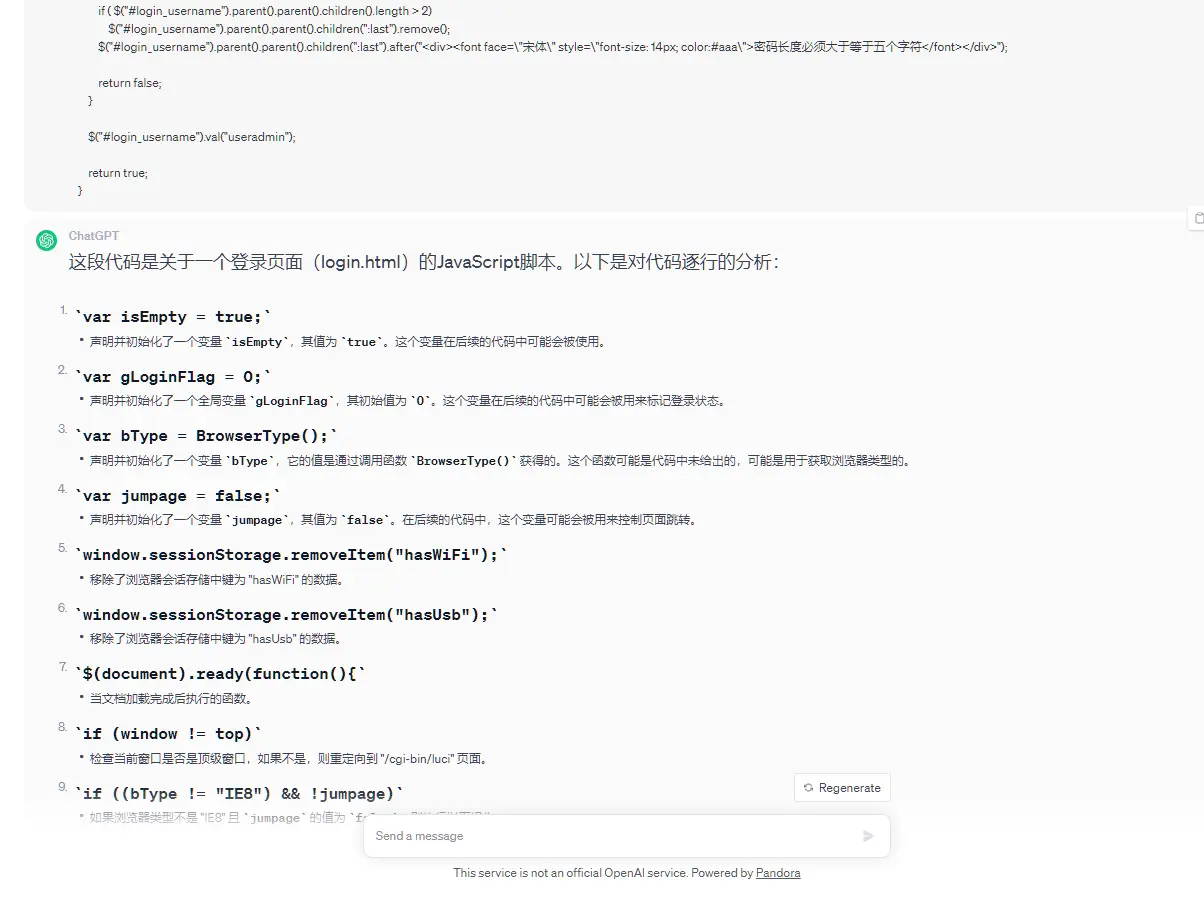 if ( $("#login_username").parent().parent().children().length > 2)
$("#login_username").parent().parent().children(":last").remove();
$("#login_username").parent().parent().children(":last").after("<div><font face=\"宋体\" style=\"font-size: 14px; color:#aaa\">密码长度必须大于等于五个字符</font></div>");
return false;
}
$("#login_username").val("useradmin");
return true;
}
ChatGPT
这段代码是关于一个登录页面（login.html）的JavaScript脚本。以下是对代码逐行的分析：
1. `var isEmpty = true;`
• 声明并初始化了一个变量 `isEmpty`，其值为 `true`。这个变量在后续的代码中可能会被使用。
2. `var gLoginFlag = 0;`
• 声明并初始化了一个全局变量 `gLoginFlag`，其初始值为 `0`。这个变量在后续的代码中可能会被用来标记登录状态。
3. `var bType = BrowserType();`
• 声明并初始化了一个变量 `bType`，它的值是通过调用函数 `BrowserType()` 获得的。这个函数可能是代码中未给出的，可能是用于获取浏览器类型的。
4. `var jumpage = false;`
• 声明并初始化了一个变量 `jumpage`，其值为 `false`。在后续的代码中，这个变量可能会被用来控制页面跳转。
5. `window.sessionStorage.removeItem("hasWiFi");`
• 移除了浏览器会话存储中键为 "hasWiFi" 的数据。
6. `window.sessionStorage.removeItem("hasUsb");`
• 移除了浏览器会话存储中键为 "hasUsb" 的数据。
7. `$(document).ready(function(){`
• 当文档加载完成后执行的函数。
8. `if (window != top)`
• 检查当前窗口是否是顶级窗口，如果不是，则重定向到 "/cgi-bin/luci" 页面。
9. `if ((bType != "IE8") && !jumpage)`
• 如果浏览器类型不是 "IE8" 且 `jumpage` 的值为
Regenerate
Send a message
This service is not an official OpenAI service. Powered by Pandora